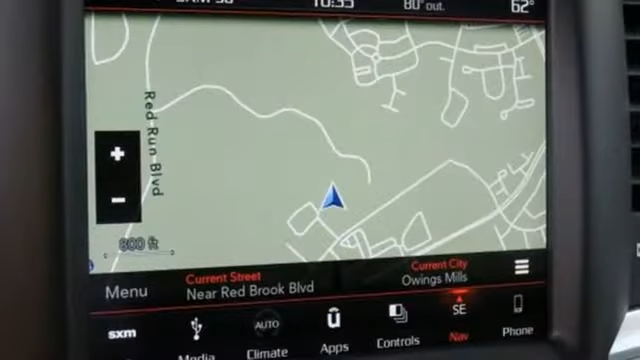 10:35
80° out.
62°
Red Run Blvd
+
-
800 ft
Menu
Current Street
Near Red Brook Blvd
Current City
Owings Mills
sxm
Media
AUTO
Climate
Apps
Controls
SE
Nav
Phone